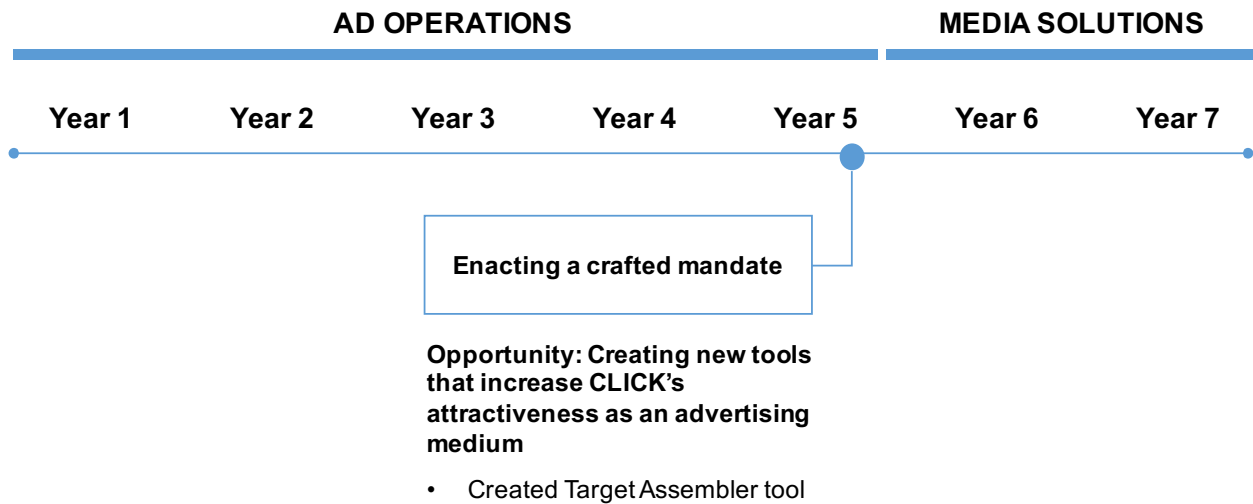 AD OPERATIONS MEDIA SOLUTIONS
Year 1 Year 2 Year 3 Year 4 Year 5 Year 6 Year 7
Enacting a crafted mandate
Opportunity: Creating new tools
that increase CLICK’s
attractiveness as an advertising
medium
• Created Target Assembler tool